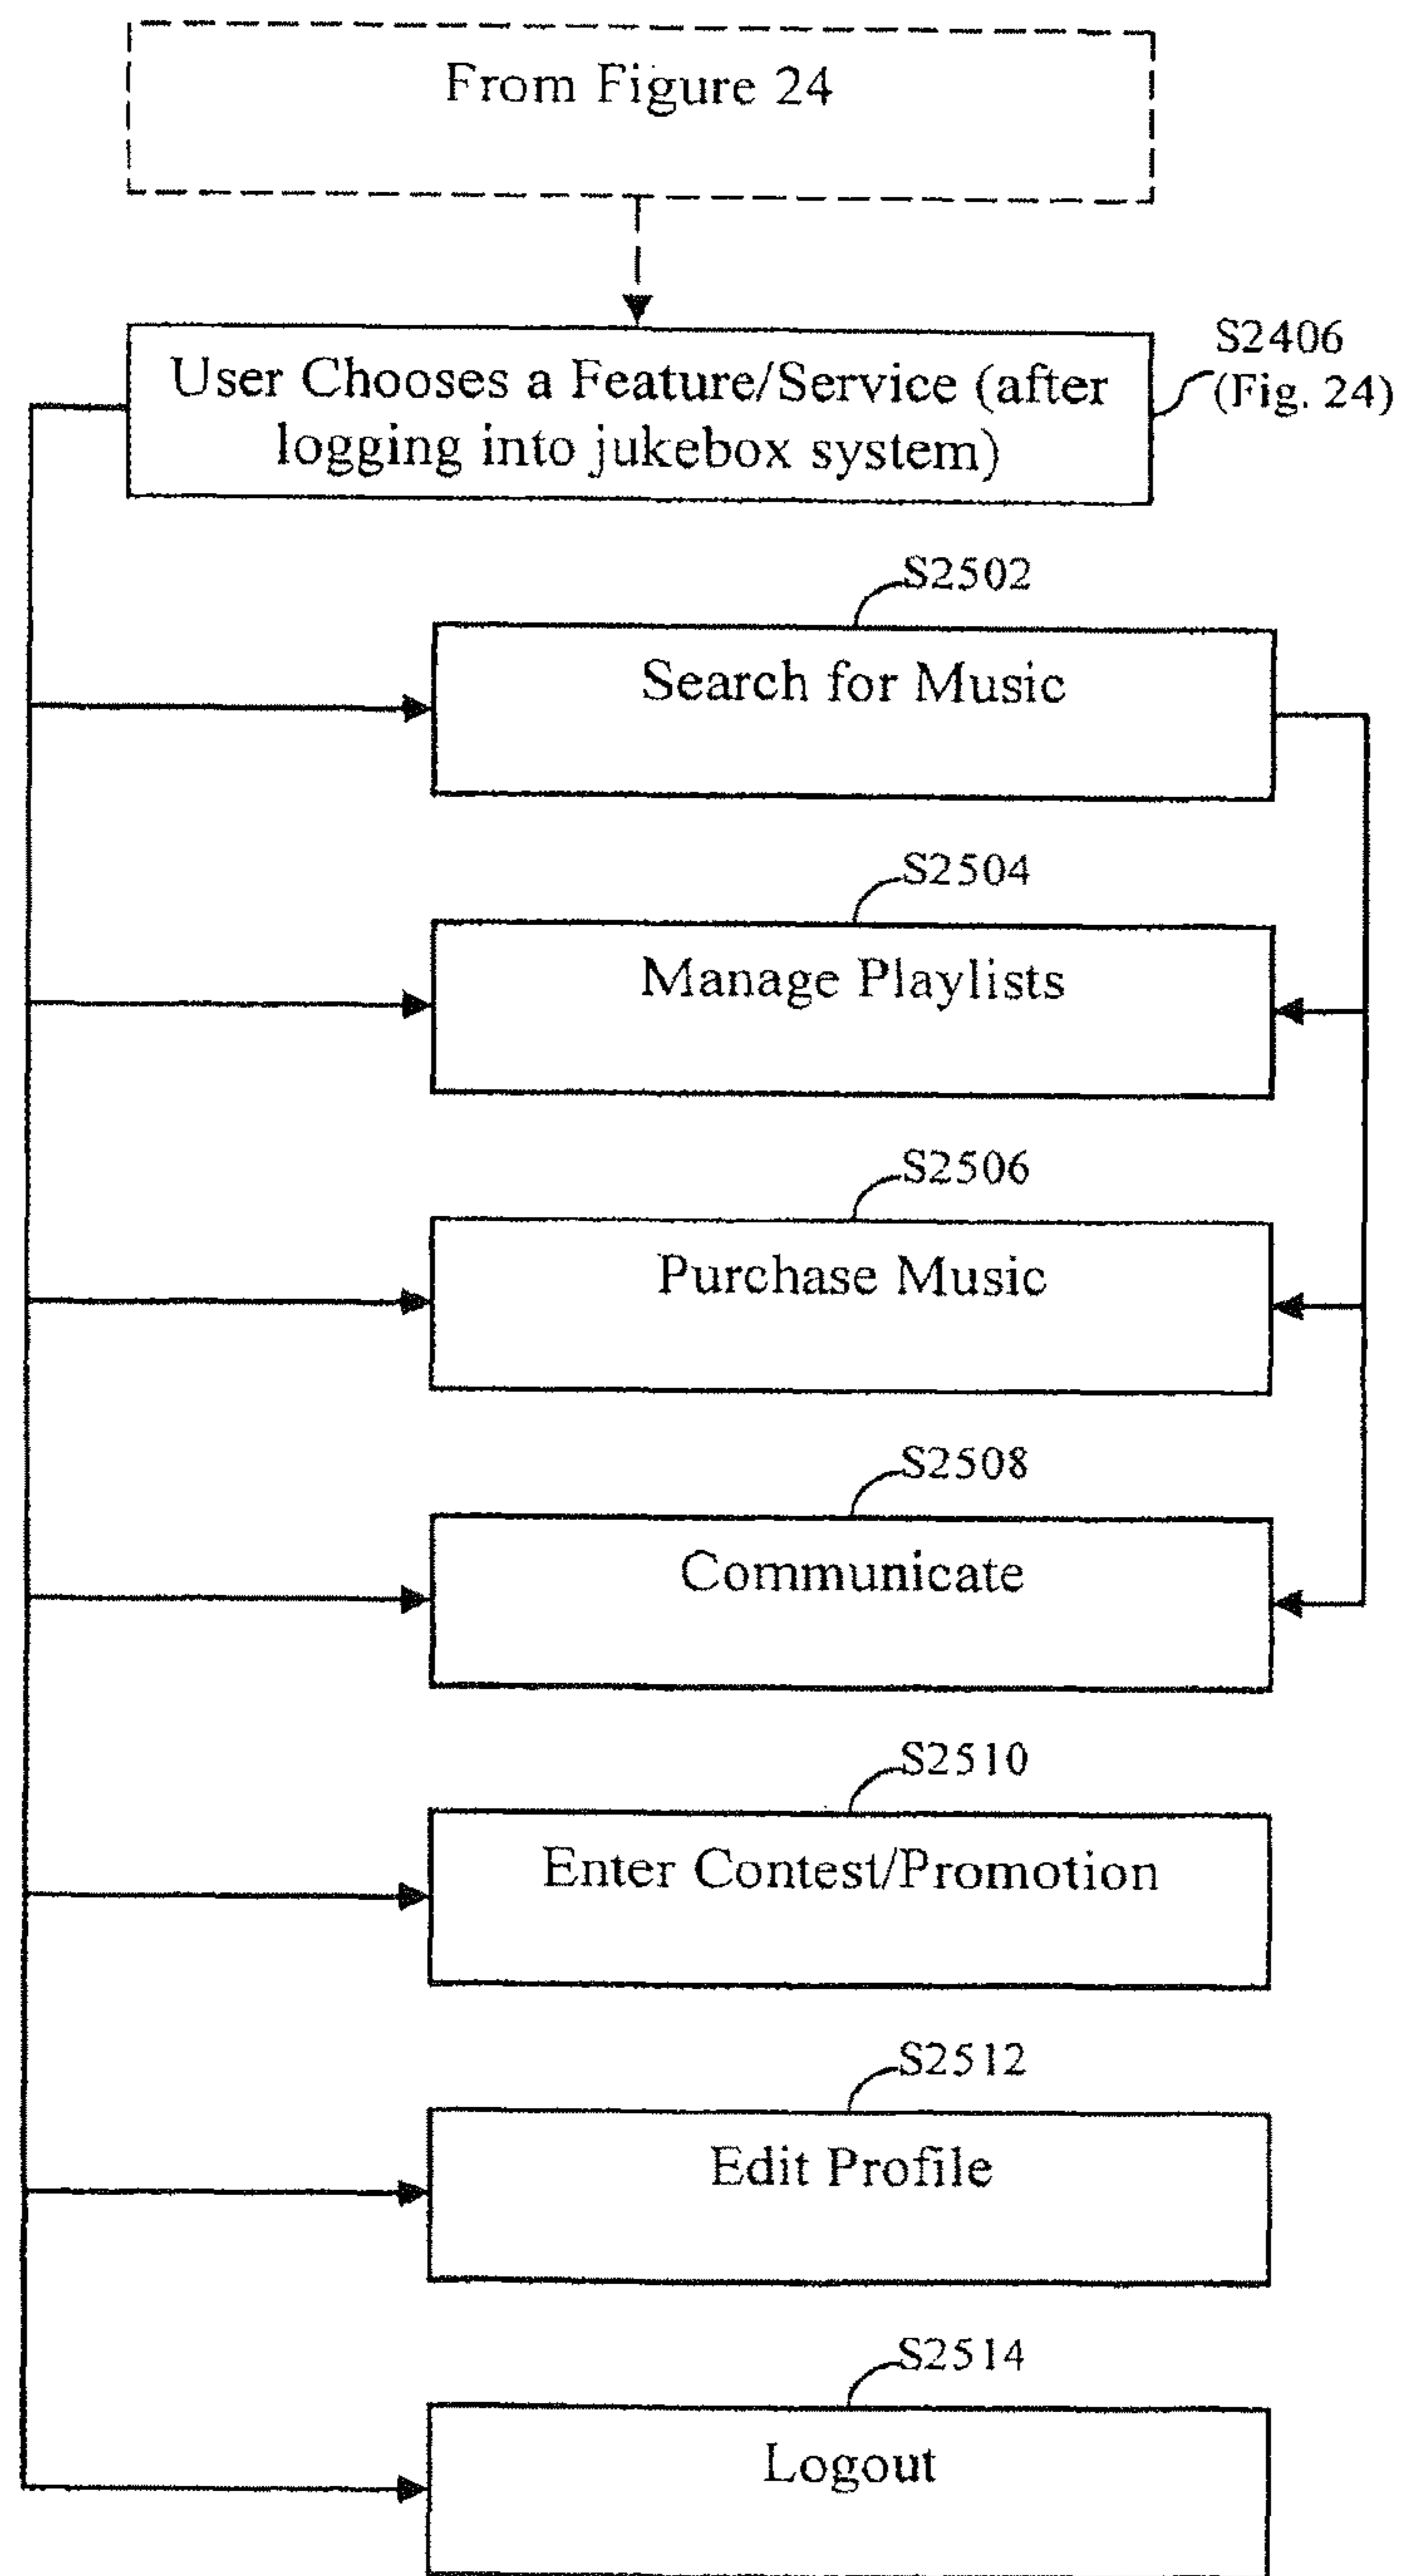 From Figure 24
User Chooses a Feature/Service (after
logging into jukebox system)
S2406
(Fig. 24)
S2502
Search for Music
S2504
Manage Playlists
S2506
Purchase Music
S2508
Communicate
S2510
Enter Contest/Promotion
S2512
Edit Profile
S2514
Logout